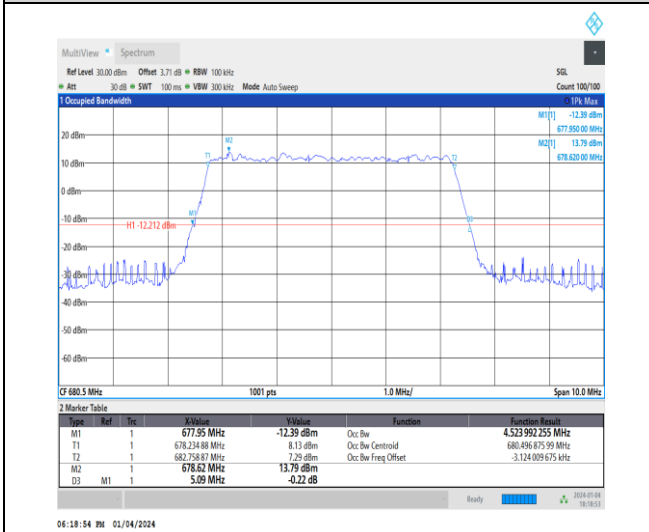 MultiView Spectrum
Ref Level 30.00 dBm Offset 3.71 dB RBW 100 kHz SGL
Att 30 dB SWT 100 ms VBW 300 kHz Mode Auto Sweep Count 100/100
1 Occupied Bandwidth 1Pk Max
M1[1] -12.39 dBm
677.950 00 MHz
M2[1] 13.79 dBm
678.620 00 MHz
20 dBm
M2
T1 T2
10 dBm
0 dBm
-10 dBm
M1 D3
H1 -12.212 dBm
-20 dBm
-30 dBm
-40 dBm
-50 dBm
-60 dBm
CF 680.5 MHz 1001 pts 1.0 MHz/ Span 10.0 MHz
2 Marker Table
Type Ref Trc X-Value Y-Value Function Function Result
M1 1 677.95 MHz -12.39 dBm Occ Bw 4.523 992 255 MHz
T1 1 678.234 88 MHz 8.13 dBm Occ Bw Centroid 680.496 875 99 MHz
T2 1 682.758 87 MHz 7.29 dBm Occ Bw Freq Offset -3.124 009 675 kHz
M2 1 678.62 MHz 13.79 dBm
D3 M1 1 5.09 MHz -0.22 dB
Ready 2024-01-04
18:18:53
06:18:54 PM 01/04/2024